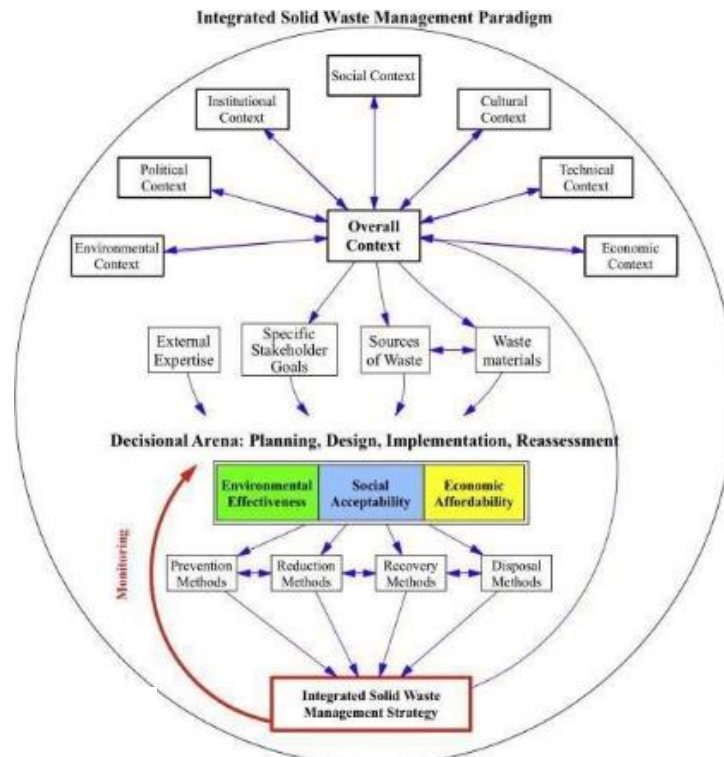 Integrated Solid Waste Management Paradigm
Social Context
Institutional
Context
Cultural
Context
Political
Context
Technical
Context
Overall
Context
Environmental
Context
Economic
Context
External
Expertise
Specific
Stakeholder
Goals
Sources
of Waste
Waste
materials
Decisional Arena: Planning, Design, Implementation, Reassessment
Environmental
Effectiveness
Social
Acceptability
Economic
Affordability
Monitoring
Prevention
Methods
Reduction
Methods
Recovery
Methods
Disposal
Methods
Integrated Solid Waste
Management Strategy